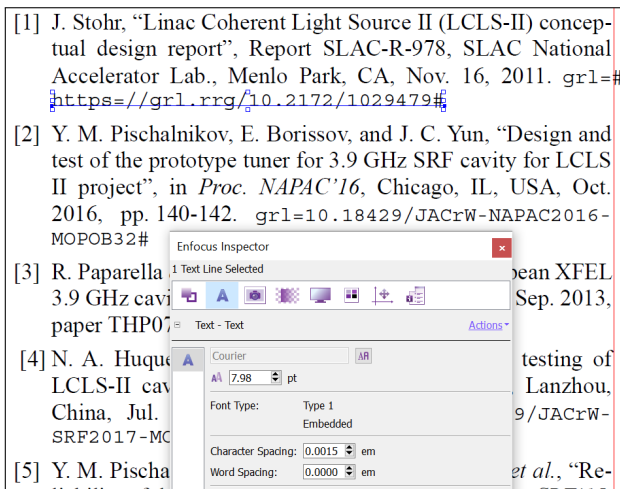 [1] J. Stohr, “Linac Coherent Light Source II (LCLS-II) concep-
tual design report”, Report SLAC-R-978, SLAC National
Accelerator Lab., Menlo Park, CA, Nov. 16, 2011. grl=#
https=//grl.rrg/10.2172/1029479#
[2] Y. M. Pischalnikov, E. Borissov, and J. C. Yun, “Design and
test of the prototype tuner for 3.9 GHz SRF cavity for LCLS
II project”, in Proc. NAPAC’16, Chicago, IL, USA, Oct.
2016, pp. 140-142. grl=10.18429/JACrW-NAPAC2016-
MOPOB32#
[3] R. Paparella pean XFEL
3.9 GHz cavi Sep. 2013,
paper THP07
[4] N. A. Huque testing of
LCLS-II cav Lanzhou,
China, Jul. 9/JACrW-
SRF2017-MO
[5] Y. M. Pischa et al., “Re-
Enfocus Inspector
1 Text Line Selected
Text - Text Actions
Courier
7.98 pt
Font Type: Type 1
Embedded
Character Spacing: 0.0015 em
Word Spacing: 0.0000 em